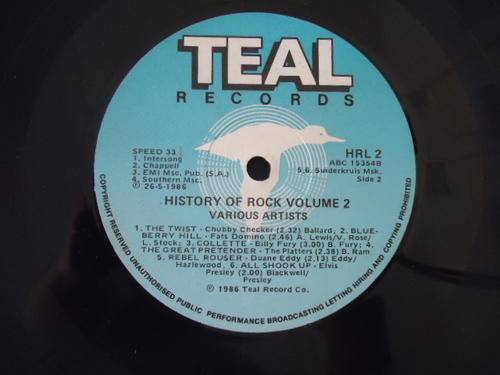 TEAL
RECORDS
SPEED 33
HRL 2
1. Intersong
ABC 15354B
2. Chappell
3. EMI Msc. Pub. (S.A.)
5,6. Sunderkruis Msk.
4. Southern Msc.
Side 2
Ⓟ 26-5-1986
HISTORY OF ROCK VOLUME 2
VARIOUS ARTISTS
1. THE TWIST - Chubby Checker (2.32) Ballard; 2. BLUE-
BERRY HILL - Fats Domino (2.46) A. Lewis/V. Rose/
L. Stock; 3. COLLETTE - Billy Fury (3.00) B. Fury; 4.
THE GREAT PRETENDER - The Platters (2.38) B. Ram
5. REBEL ROUSER - Duane Eddy (2.13) Eddy/
Hazlewood, 6. ALL SHOOK UP - Elvis
Presley (2.00) Blackwell/
Presley
Ⓟ 1986 Teal Record Co.
COPYRIGHT RESERVED UNAUTHORISED PUBLIC PERFORMANCE BROADCASTING LETTING HIRING AND COPYING PROHIBITED